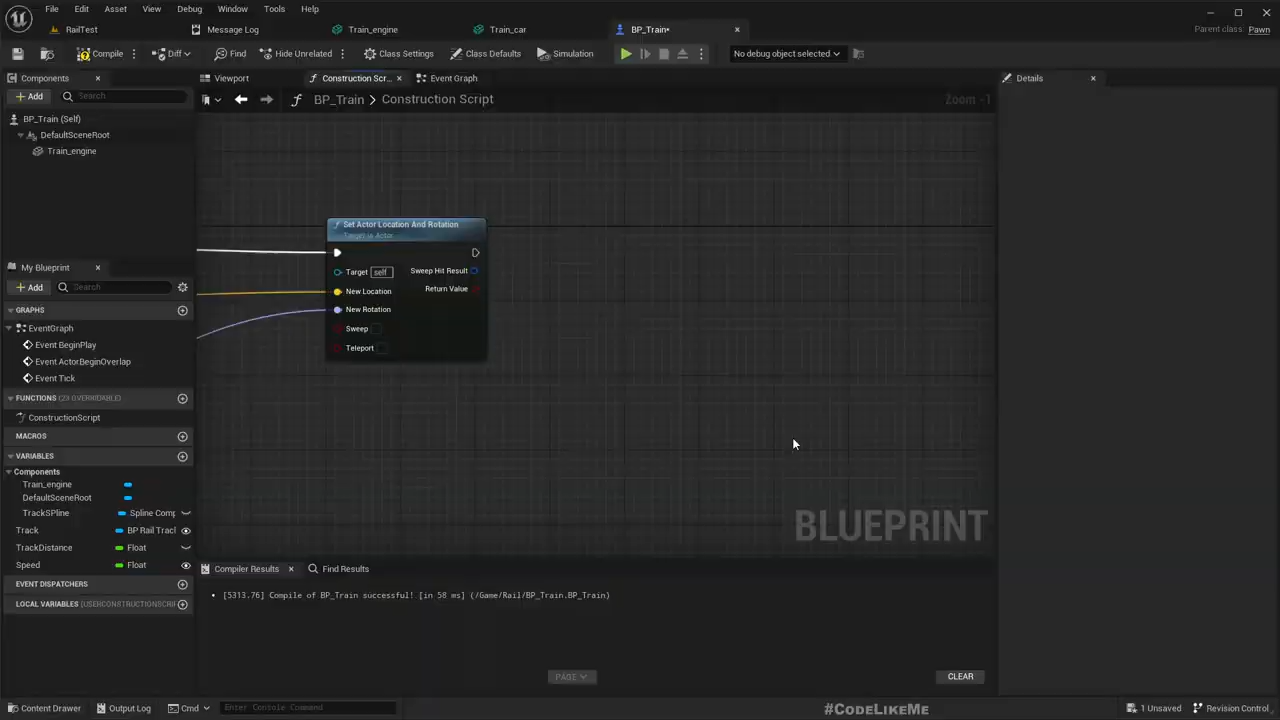 File Edit Asset View Debug Window Tools Help
RailTest Message Log Train_engine Train_car BP_Train* Parent class: Pawn
Compile Diff Find Hide Unrelated Class Settings Class Defaults Simulation No debug object selected
Components Viewport Construction Scr... Event Graph Details
Add Search BP_Train > Construction Script Zoom -1
BP_Train (Self)
DefaultSceneRoot
Train_engine
Set Actor Location And Rotation
Target is Actor
Target self Sweep Hit Result
New Location Return Value
New Rotation
Sweep
Teleport
My Blueprint
Add Search
GRAPHS
EventGraph
Event BeginPlay
Event ActorBeginOverlap
Event Tick
FUNCTIONS (23 OVERRIDABLE)
ConstructionScript
MACROS
VARIABLES
Components
Train_engine
DefaultSceneRoot
TrackSPline Spline Comp
Track BP Rail Tracl
TrackDistance Float
Speed Float
EVENT DISPATCHERS
LOCAL VARIABLES (USERCONSTRUCTIONSCRIP
BLUEPRINT
Compiler Results Find Results
[5313.76] Compile of BP_Train successful! [in 58 ms] (/Game/Rail/BP_Train.BP_Train)
PAGE CLEAR
Content Drawer Output Log Cmd Enter Console Command #CODELIKEME 1 Unsaved Revision Control